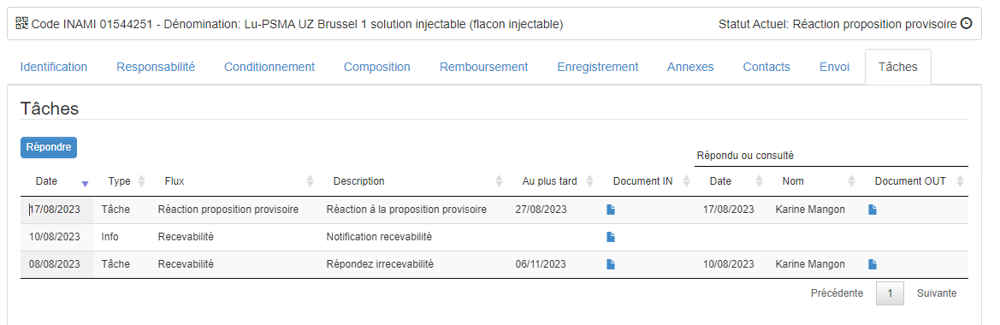 Code INAMI 01544251 - Dénomination: Lu-PSMA UZ Brussel 1 solution injectable (flacon injectable) Statut Actuel: Réaction proposition provisoire
Identification Responsabilité Conditionnement Composition Remboursement Enregistrement Annexes Contacts Envoi Tâches
Tâches
Répondre
Répondu ou consulté
Date Type Flux Description Au plus tard Document IN Date Nom Document OUT
17/08/2023 Tâche Réaction proposition provisoire Réaction à la proposition provisoire 27/08/2023 17/08/2023 Karine Mangon
10/08/2023 Info Recevabilité Notification recevabilité
08/08/2023 Tâche Recevabilité Répondez irrecevabilité 06/11/2023 10/08/2023 Karine Mangon
Précédente 1 Suivante